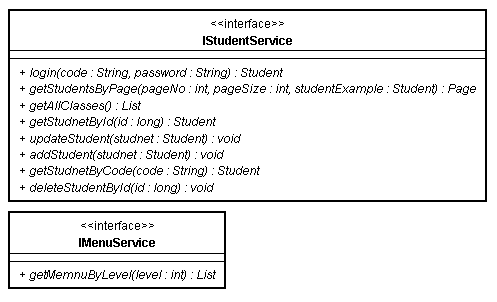 <<interface>>
IStudentService
+ login(code : String, password : String) : Student
+ getStudentsByPage(pageNo : int, pageSize : int, studentExample : Student) : Page
+ getAllClasses() : List
+ getStudnetById(id : long) : Student
+ updateStudent(studnet : Student) : void
+ addStudent(studnet : Student) : void
+ getStudnetByCode(code : String) : Student
+ deleteStudentById(id : long) : void
<<interface>>
IMenuService
+ getMemnuByLevel(level : int) : List